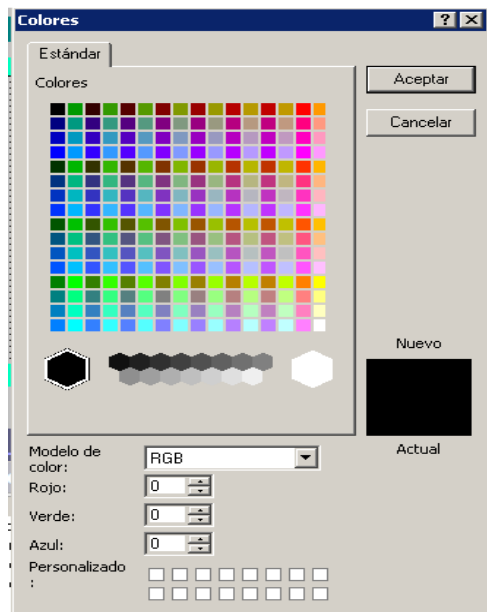 Colores
Estándar
Colores
Aceptar
Cancelar
Nuevo
Actual
Modelo de
color:
RGB
Rojo:
0
Verde:
0
Azul:
0
Personalizado
: